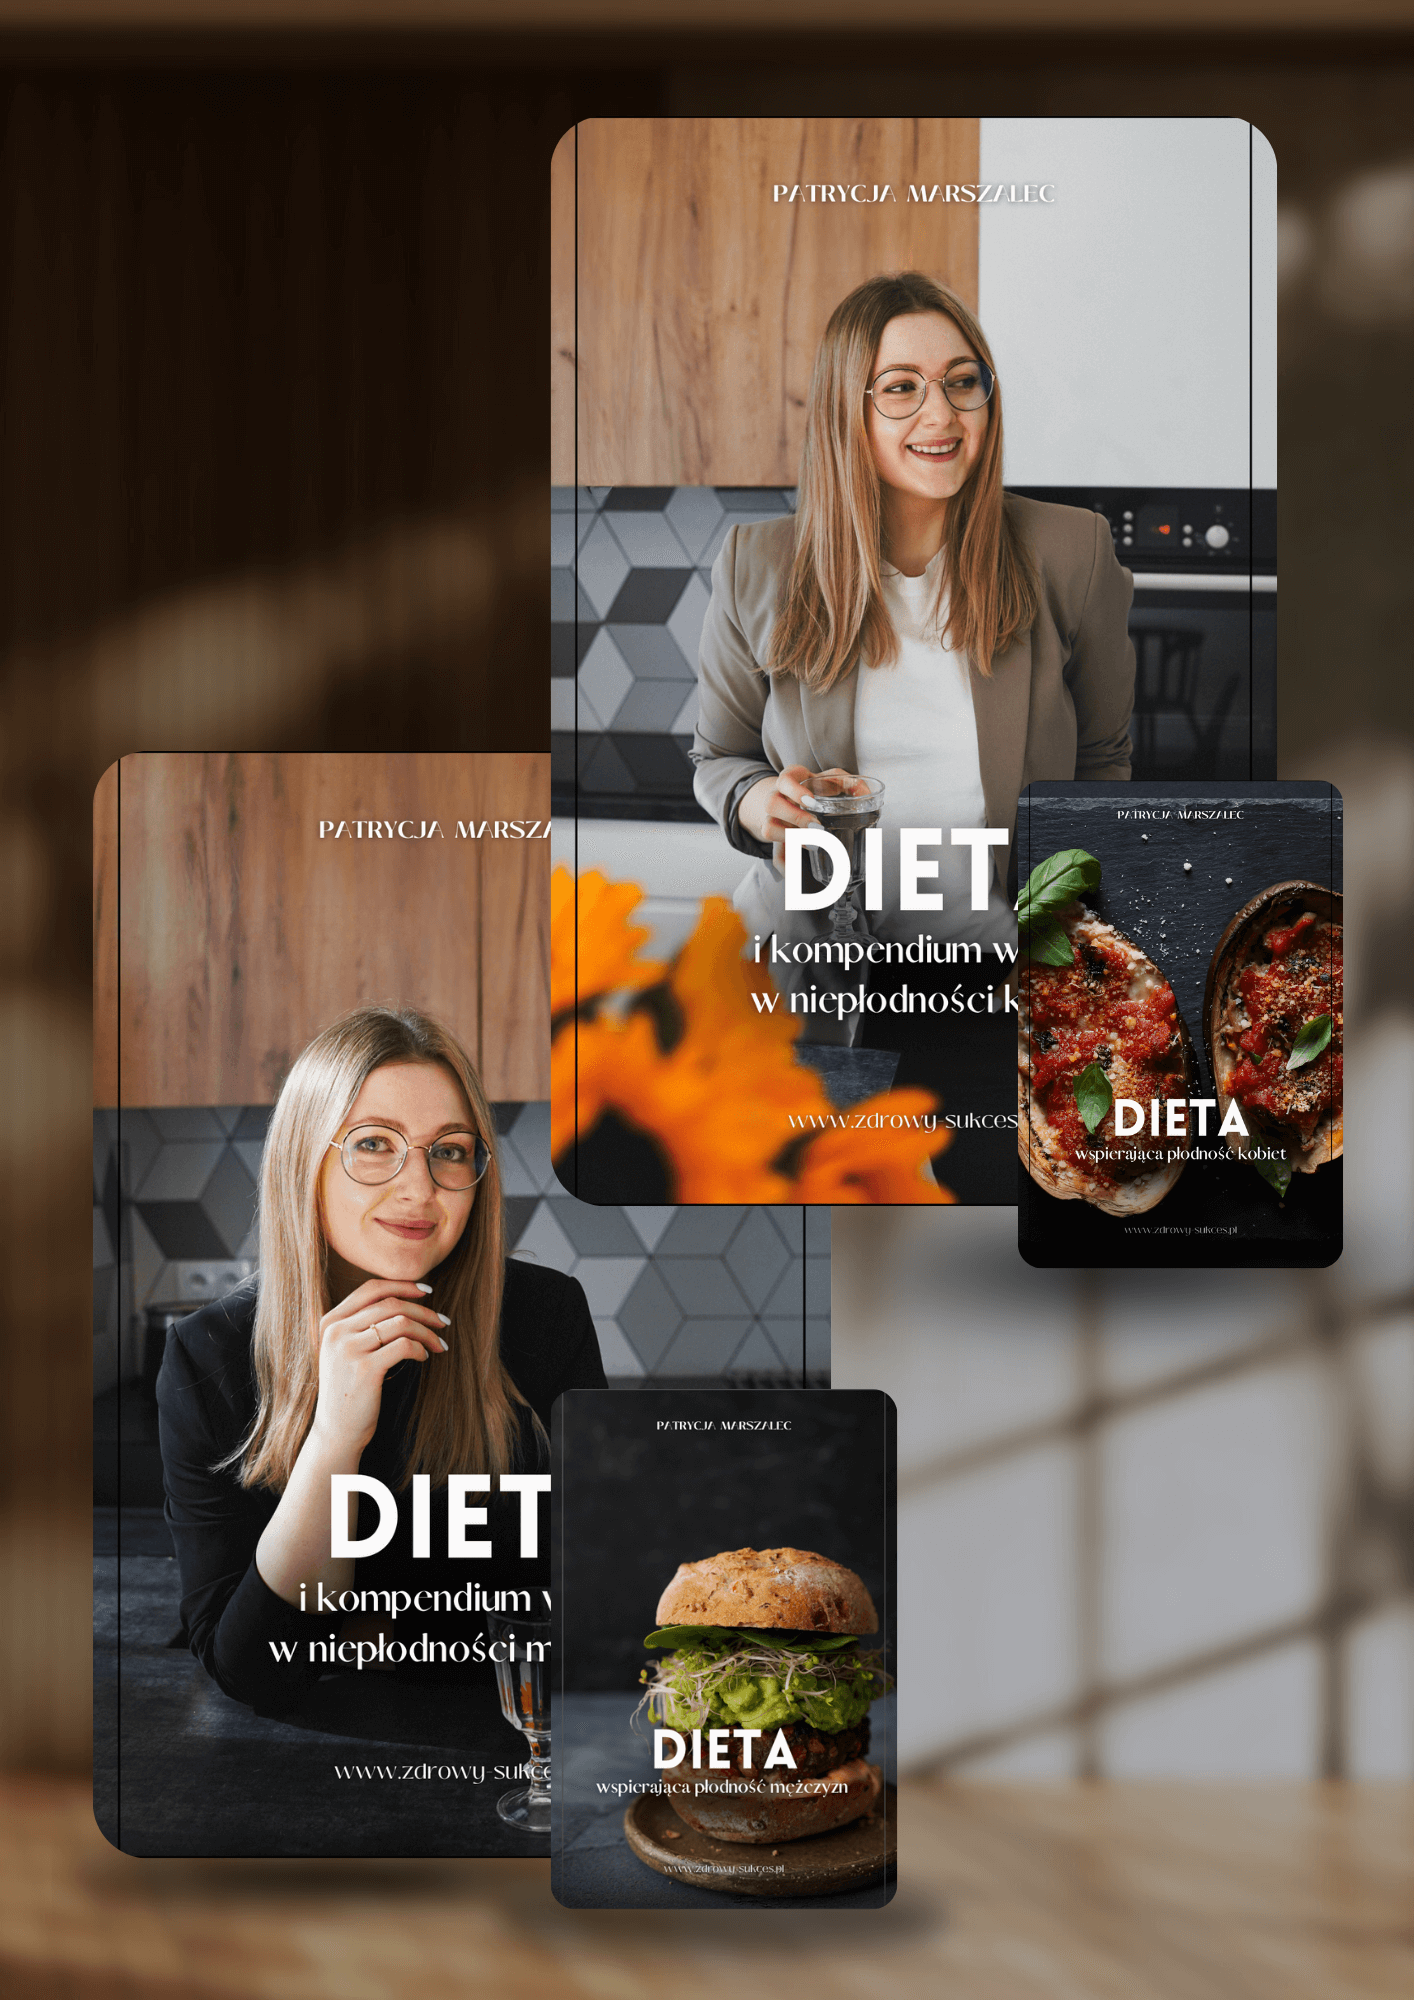 PATRYCJA MARSZALEC
DIETA
i kompendium w
w niepłodności k
www.zdrowy-sukces
PATRYCJA MARSZALEC
DIETA
wspierająca płodność kobiet
www.zdrowy-sukces.pl
PATRYCJA MARSZA
DIET
i kompendium
w niepłodności m
www.zdrowy-sukce
PATRYCJA MARSZALEC
DIETA
wspierająca płodność mężczyzn
www.zdrowy-sukces.pl